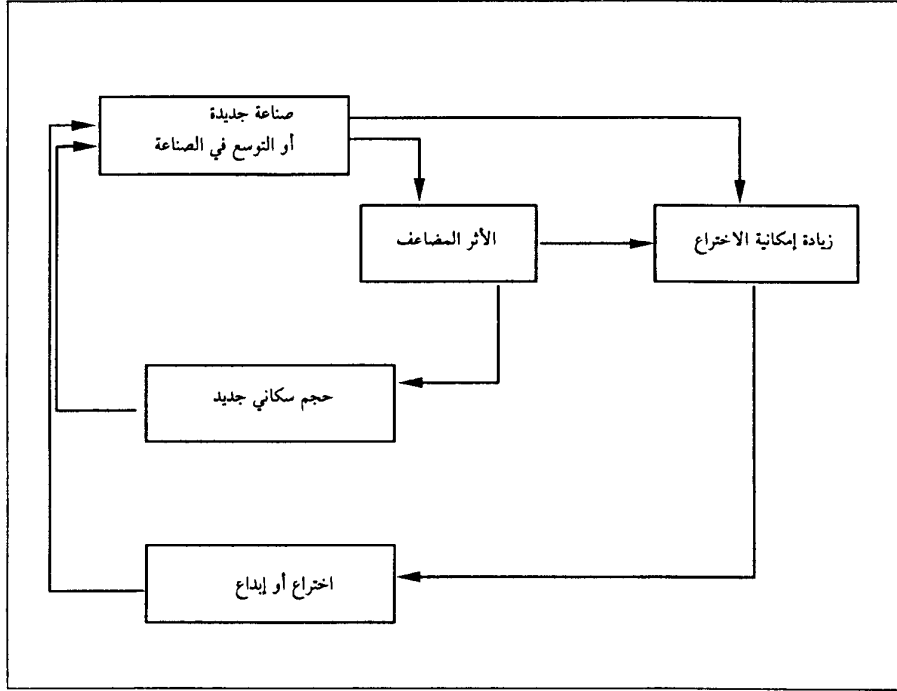 صناعة جديدة
أو التوسع في الصناعة
الأثر المضاعف
زيادة إمكانية الاختراع
حجم سكاني جديد
اختراع أو إبداع